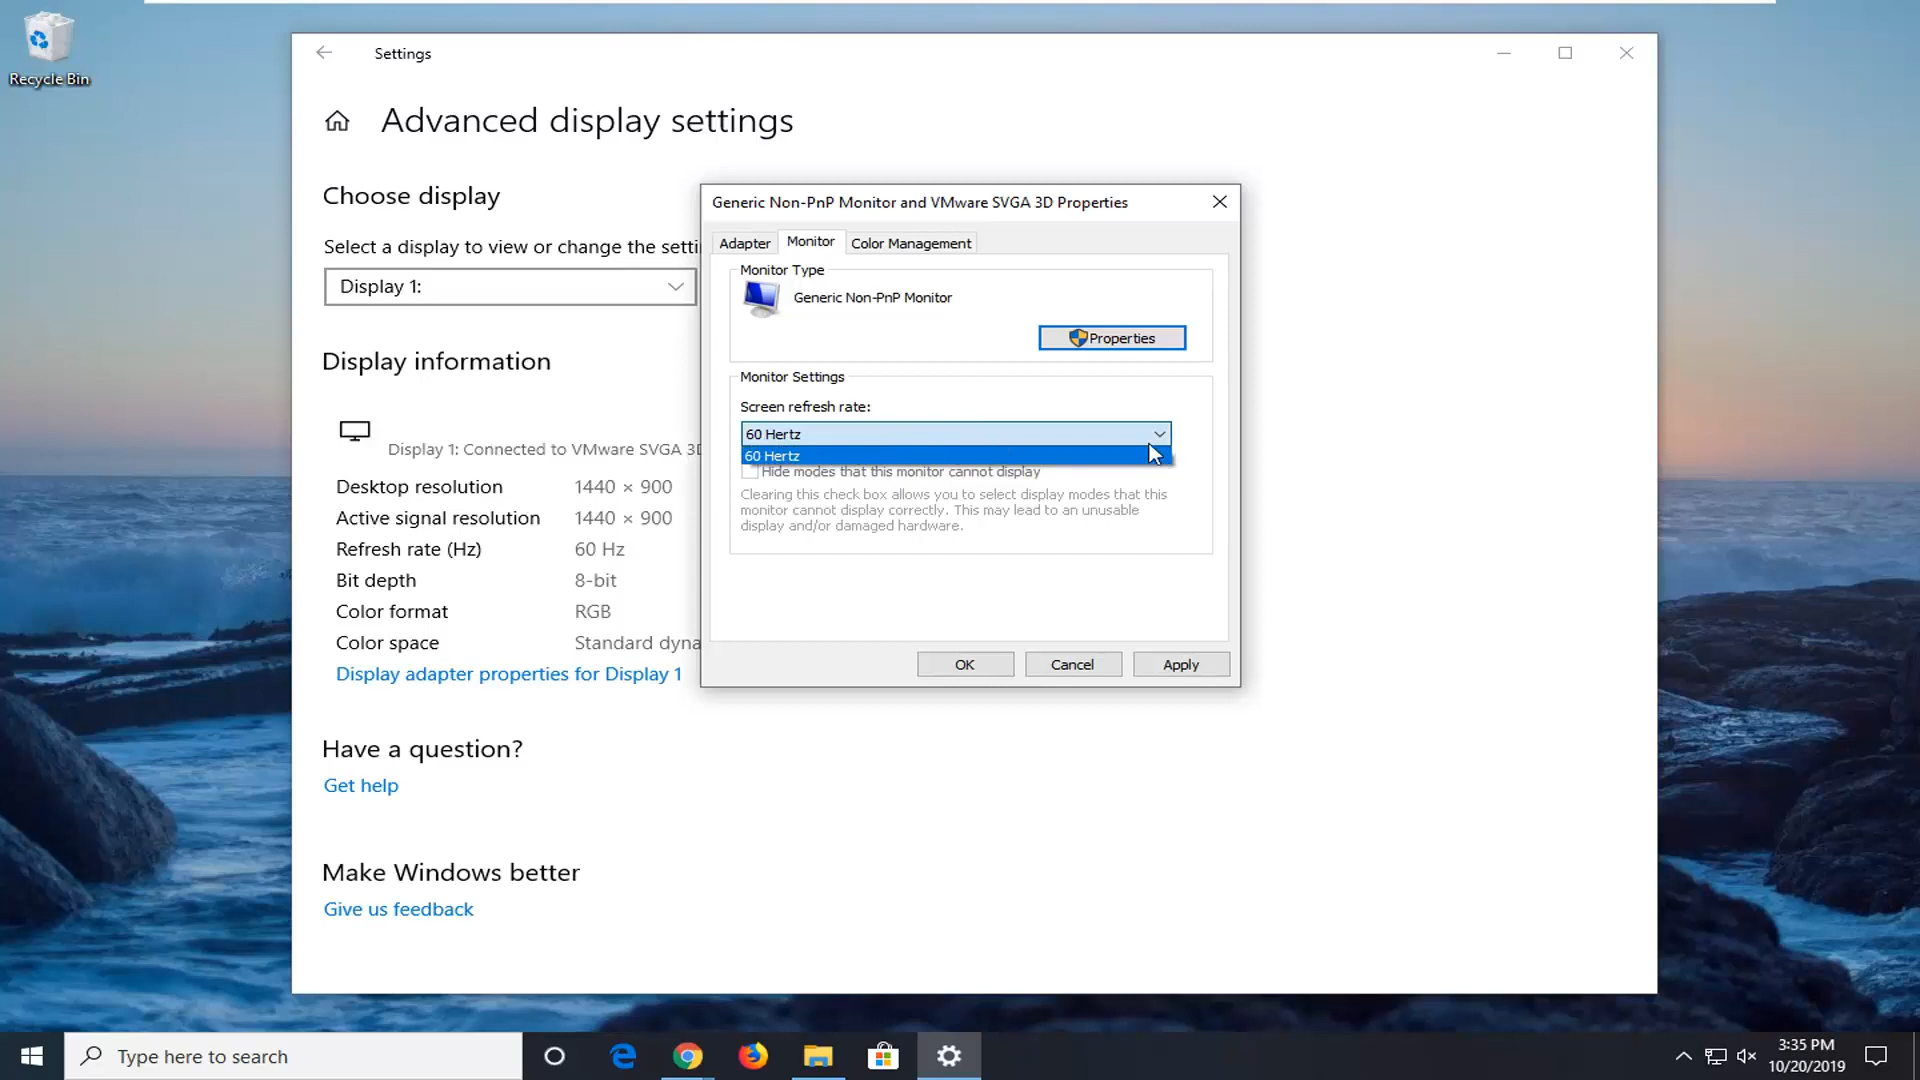 Recycle Bin
Settings
Advanced display settings
Choose display
Select a display to view or change the setti
Display 1:
Display information
Display 1: Connected to VMware SVGA 3D
Desktop resolution 1440 × 900
Active signal resolution 1440 × 900
Refresh rate (Hz) 60 Hz
Bit depth 8-bit
Color format RGB
Color space Standard dyna
Display adapter properties for Display 1
Have a question?
Get help
Make Windows better
Give us feedback
Generic Non-PnP Monitor and VMware SVGA 3D Properties
Adapter Monitor Color Management
Monitor Type
Generic Non-PnP Monitor
Properties
Monitor Settings
Screen refresh rate:
60 Hertz
60 Hertz
Hide modes that this monitor cannot display
Clearing this check box allows you to select display modes that this
monitor cannot display correctly. This may lead to an unusable
display and/or damaged hardware.
OK Cancel Apply
Type here to search
3:35 PM
10/20/2019